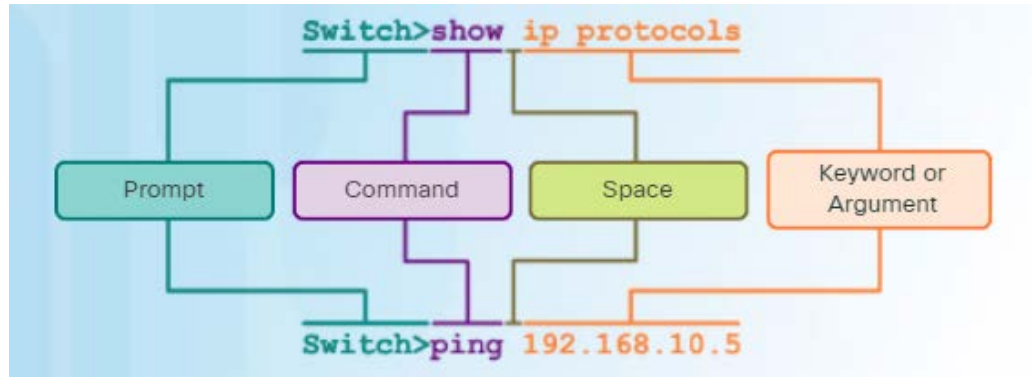 Switch>show ip protocols
Prompt
Command
Space
Keyword or
Argument
Switch>ping 192.168.10.5